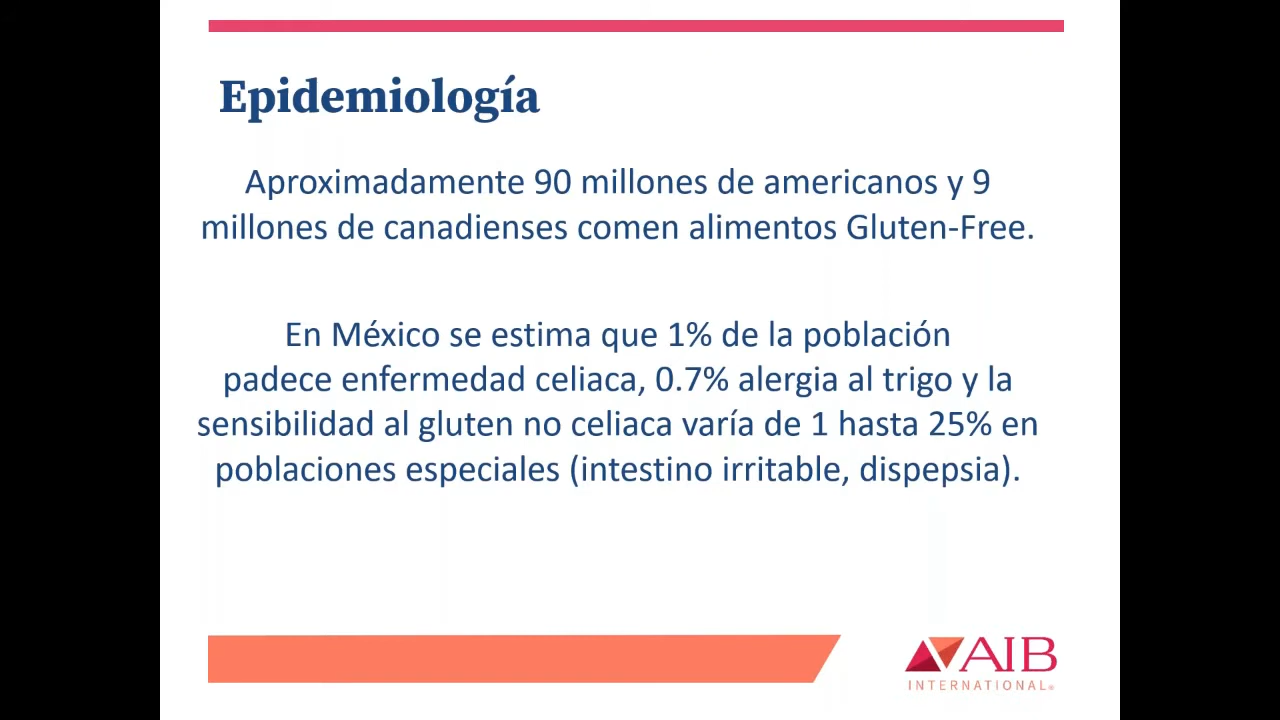 Epidemiología
Aproximadamente 90 millones de americanos y 9
millones de canadienses comen alimentos Gluten-Free.
En México se estima que 1% de la población
padece enfermedad celiaca, 0.7% alergia al trigo y la
sensibilidad al gluten no celiaca varía de 1 hasta 25% en
poblaciones especiales (intestino irritable, dispepsia).
AIB
INTERNATIONAL®